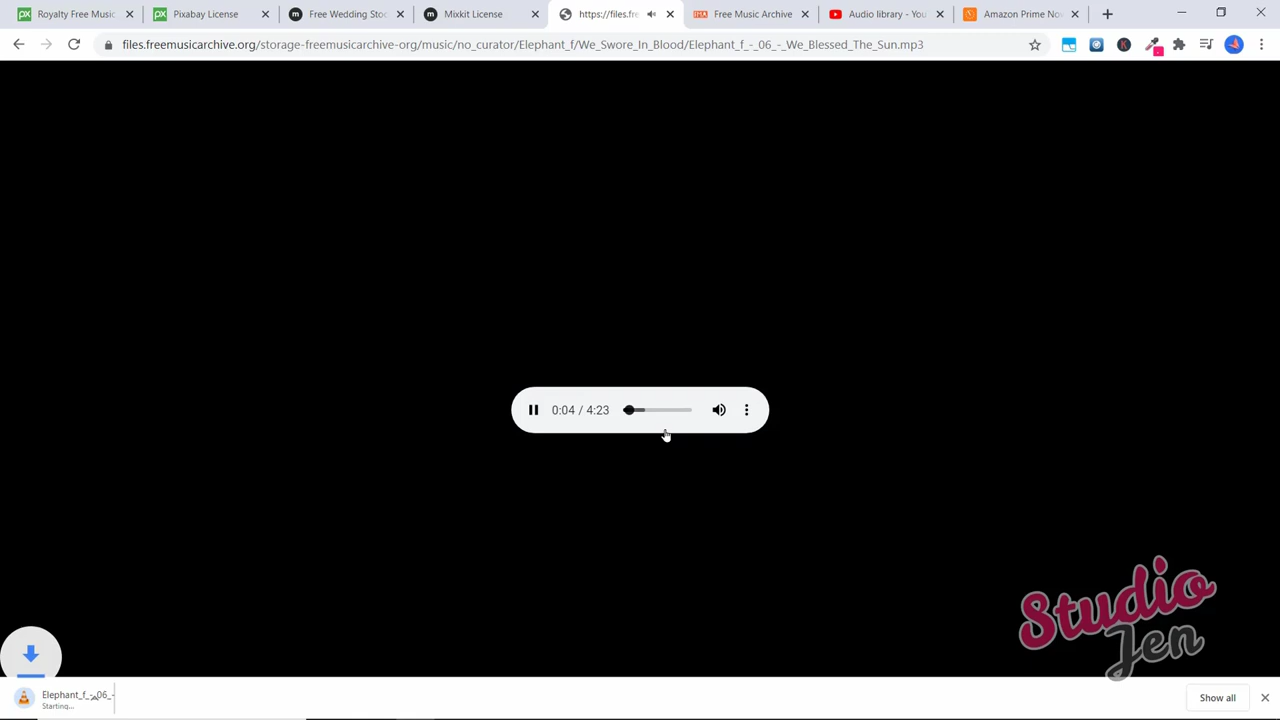 Royalty Free Music
Pixabay License
Free Wedding Stoc
Mixkit License
https://files.fre
Free Music Archive
Audio library - You
Amazon Prime No
files.freemusicarchive.org/storage-freemusicarchive-org/music/no_curator/Elephant_f/We_Swore_In_Blood/Elephant_f_-_06_-_We_Blessed_The_Sun.mp3
0:04 / 4:23
Studio
Jen
Elephant_f_-_06_-
Starting...
Show all